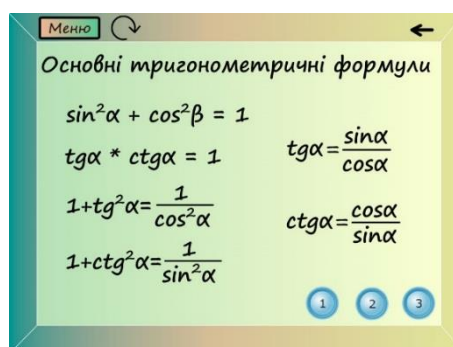 Меню
Основні тригонометричні формули
sin²α + cos²β = 1
tgα * ctgα = 1
1+tg²α=1/cos²α
1+ctg²α=1/sin²α
tgα=sinα/cosα
ctgα=cosα/sinα
1 2 3